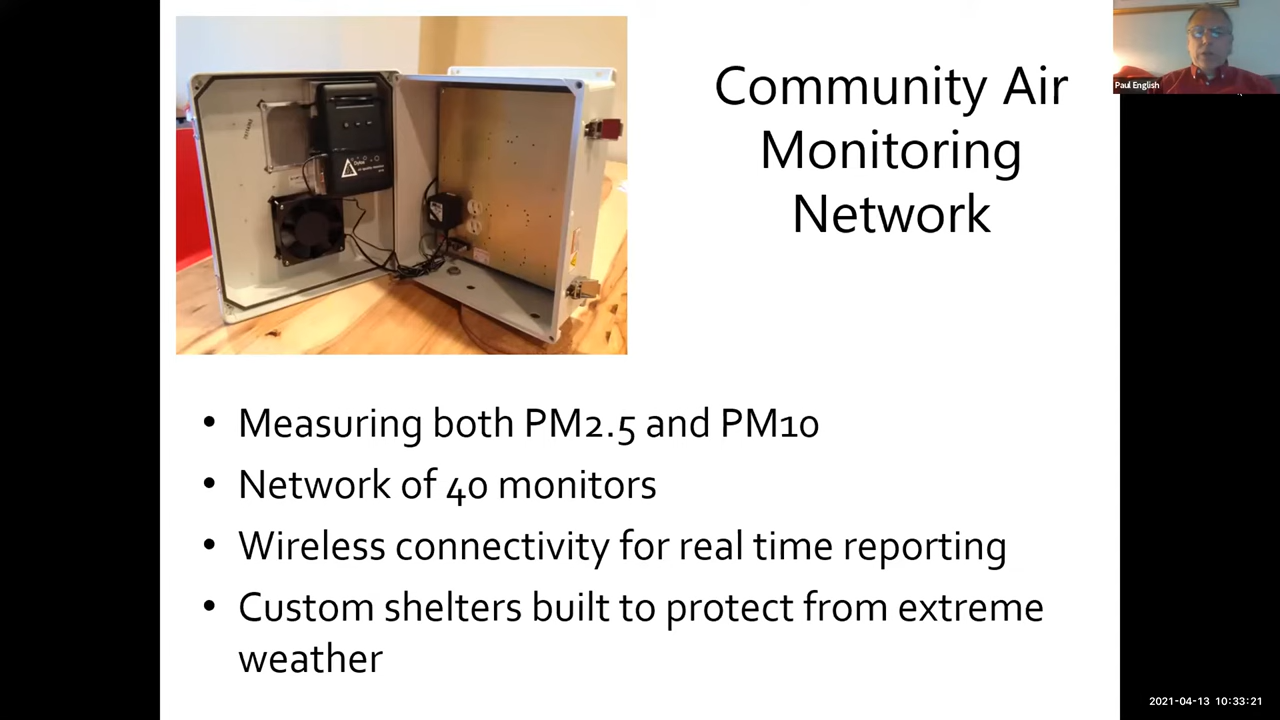 Community Air
Monitoring
Network
Paul English
Dylos
• Measuring both PM2.5 and PM10
• Network of 40 monitors
• Wireless connectivity for real time reporting
• Custom shelters built to protect from extreme
weather
2021-04-13 10:33:21